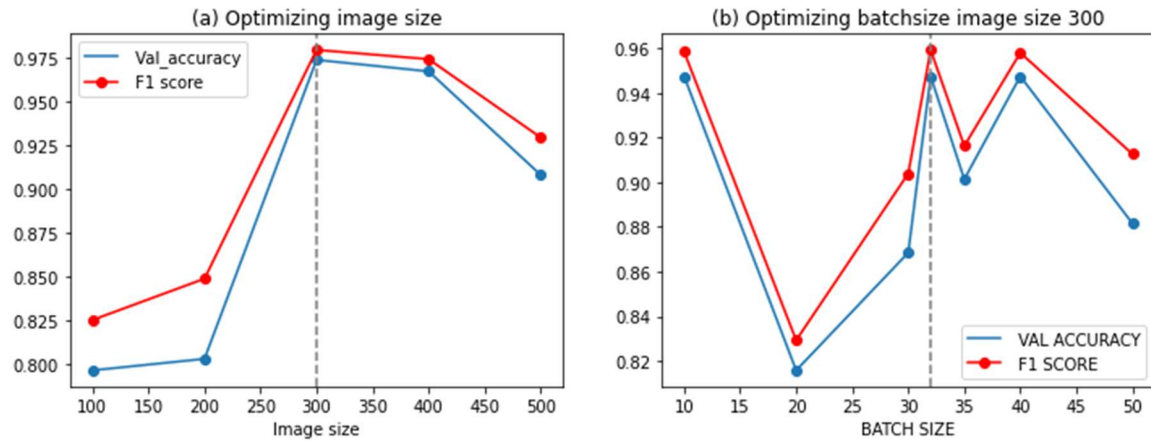 (a) Optimizing image size
0.975
0.950
0.925
0.900
0.875
0.850
0.825
0.800
Val_accuracy
F1 score
100 150 200 250 300 350 400 450 500
Image size
(b) Optimizing batchsize image size 300
0.96
0.94
0.92
0.90
0.88
0.86
0.84
0.82
VAL ACCURACY
F1 SCORE
10 15 20 25 30 35 40 45 50
BATCH SIZE